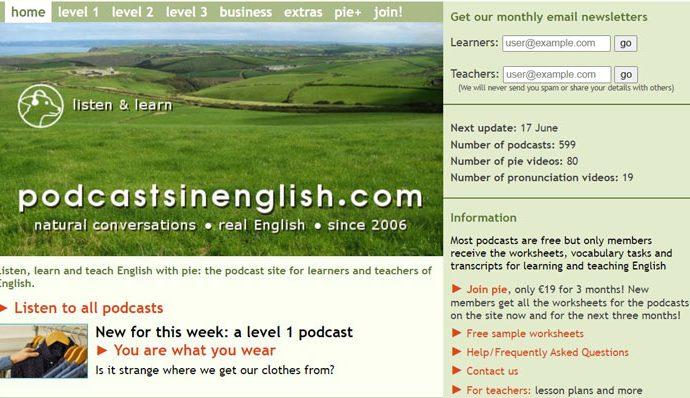 home level 1 level 2 level 3 business extras pie+ join!
listen & learn
podcastsinenglish.com
natural conversations ● real English ● since 2006
Listen, learn and teach English with pie: the podcast site for learners and teachers of
English.
► Listen to all podcasts
New for this week: a level 1 podcast
► You are what you wear
Is it strange where we get our clothes from?
Get our monthly email newsletters
Learners: user@example.com go
Teachers: user@example.com go
(We will never send you spam or share your details with others)
Next update: 17 June
Number of podcasts: 599
Number of pie videos: 80
Number of pronunciation videos: 19
Information
Most podcasts are free but only members
receive the worksheets, vocabulary tasks and
transcripts for learning and teaching English
► Join pie, only €19 for 3 months! New
members get all the worksheets for the podcasts
on the site now and for the next three months!
► Free sample worksheets
► Help/Frequently Asked Questions
► Contact us
► For teachers: lesson plans and more